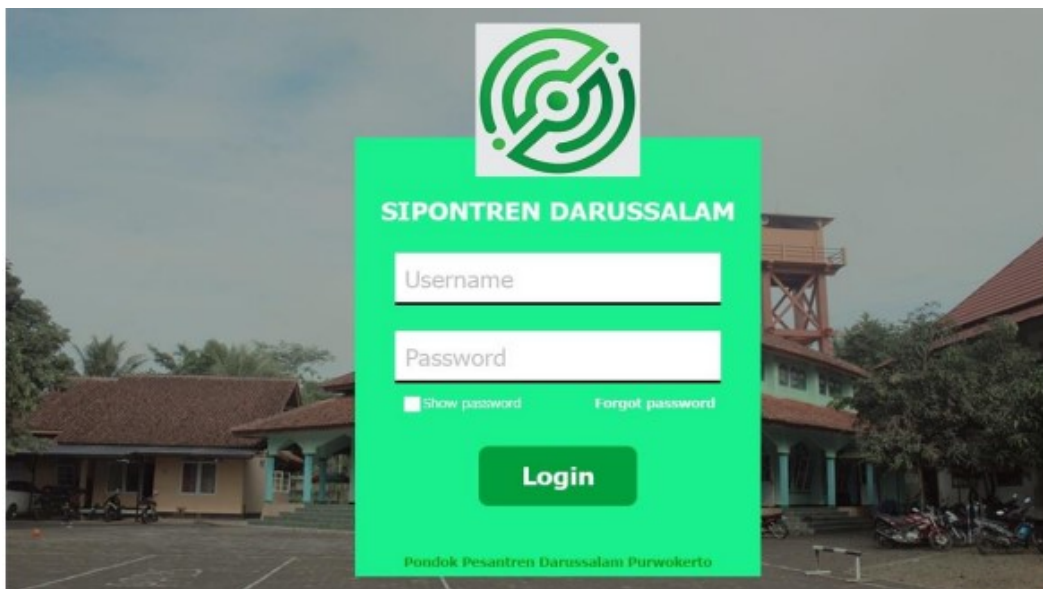 SIPONTREN DARUSSALAM
Username
Password
Show password Forgot password
Login
Pondok Pesantren Darussalam Purwokerto